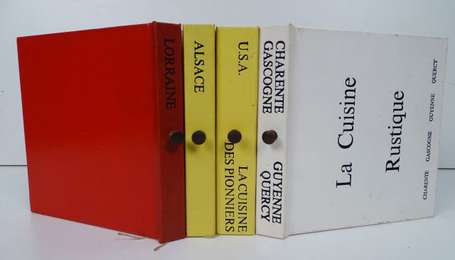 LORRAINE
ALSACE
U.S.A.
LA CUISINE
DES PIONNIERS
CHARENTE
GASCOGNE
GUYENNE
QUERCY
La Cuisine
Rustique
CHARENTE GASCOGNE GUYENNE QUERCY